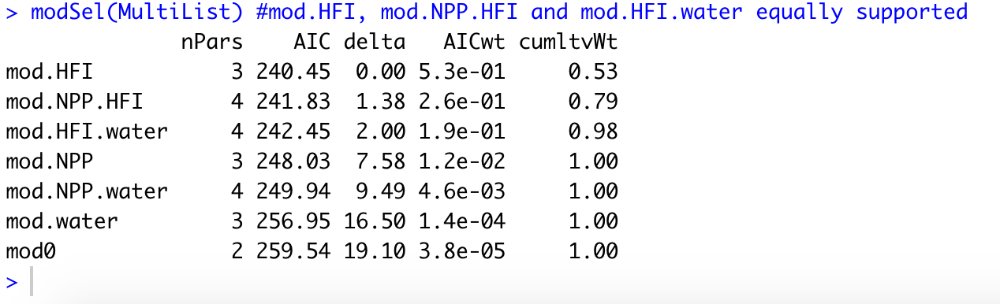 > modSel(MultiList) #mod.HFI, mod.NPP.HFI and mod.HFI.water equally supported
              nPars    AIC delta   AICwt cumltvWt
mod.HFI           3 240.45  0.00 5.3e-01     0.53
mod.NPP.HFI       4 241.83  1.38 2.6e-01     0.79
mod.HFI.water     4 242.45  2.00 1.9e-01     0.98
mod.NPP           3 248.03  7.58 1.2e-02     1.00
mod.NPP.water     4 249.94  9.49 4.6e-03     1.00
mod.water         3 256.95 16.50 1.4e-04     1.00
mod0              2 259.54 19.10 3.8e-05     1.00
>